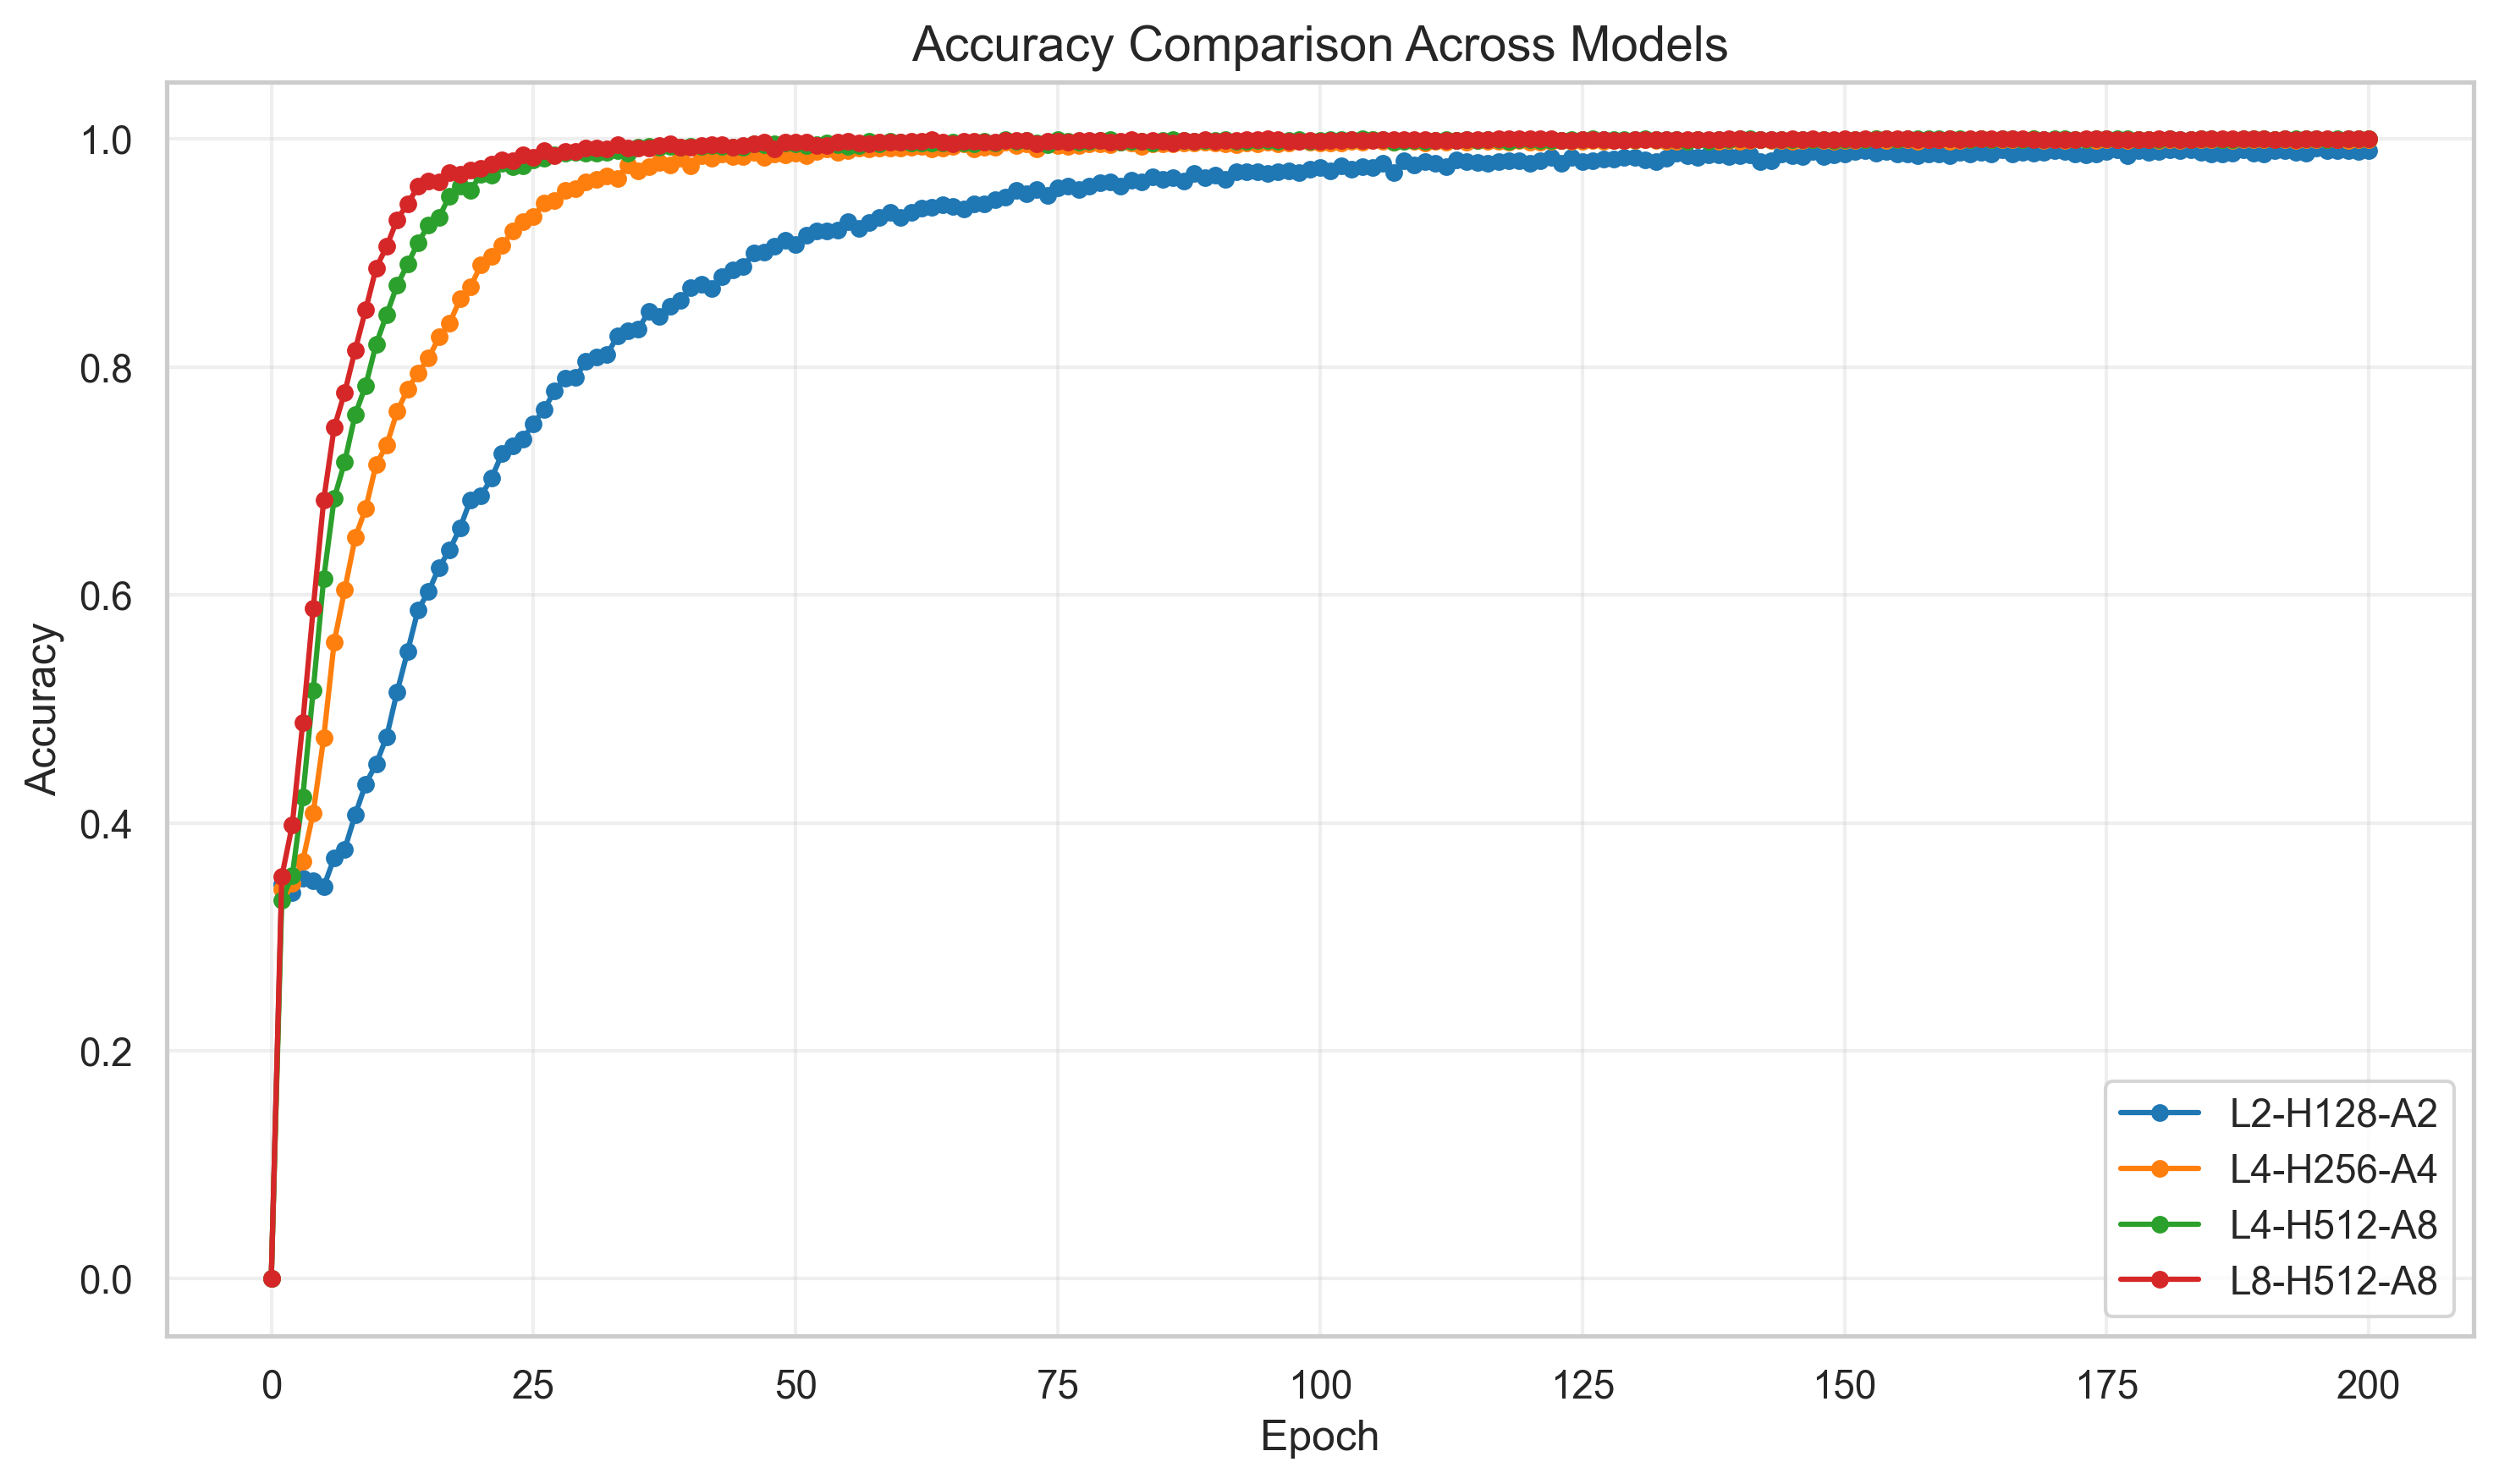 Accuracy Comparison Across Models
1.0
0.8
0.6
0.4
0.2
0.0
Accuracy
0 25 50 75 100 125 150 175 200
Epoch
L2-H128-A2
L4-H256-A4
L4-H512-A8
L8-H512-A8